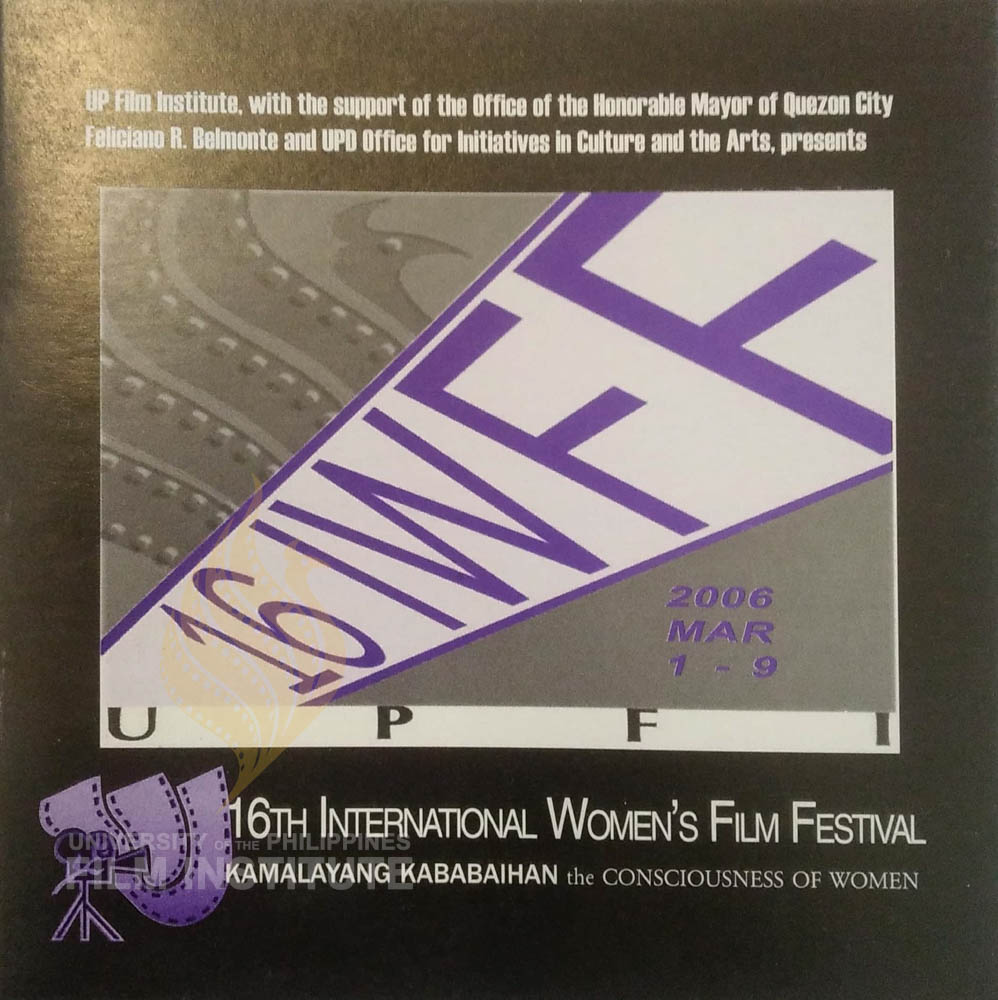 UP Film Institute, with the support of the Office of the Honorable Mayor of Quezon City
Feliciano R. Belmonte and UPD Office for Initiatives in Culture and the Arts, presents
16 IWFF
2006
MAR
1 - 9
U P F I
16TH INTERNATIONAL WOMEN'S FILM FESTIVAL
UNIVERSITY OF THE PHILIPPINES
FILM INSTITUTE
KAMALAYANG KABABAIHAN the CONSCIOUSNESS OF WOMEN